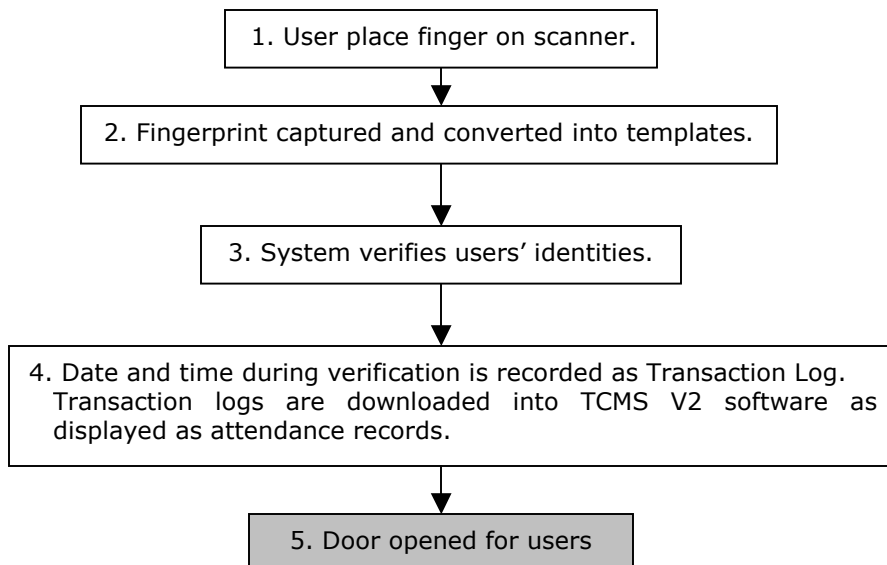 1. User place finger on scanner.
2. Fingerprint captured and converted into templates.
3. System verifies users’ identities.
4. Date and time during verification is recorded as Transaction Log.
Transaction logs are downloaded into TCMS V2 software as
displayed as attendance records.
5. Door opened for users